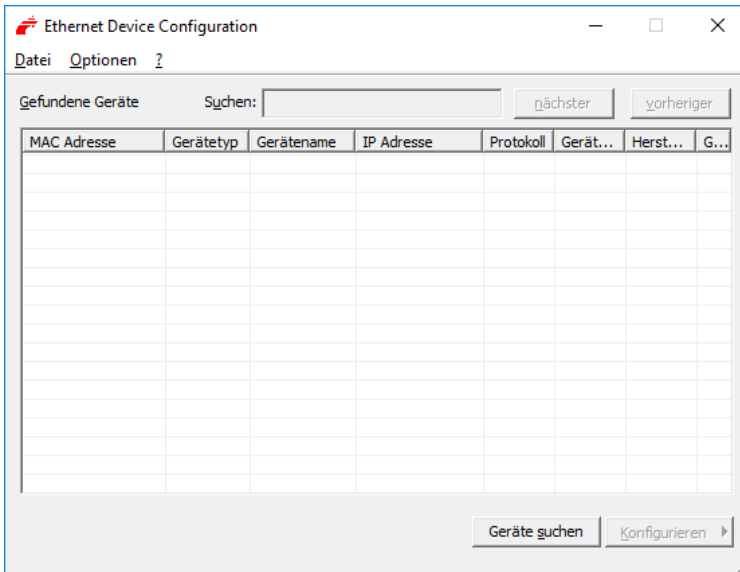 Ethernet Device Configuration
Datei Optionen ?
Gefundene Geräte Suchen: nächster vorheriger
MAC Adresse Gerätetyp Gerätename IP Adresse Protokoll Gerät... Herst... G...
Geräte suchen Konfigurieren